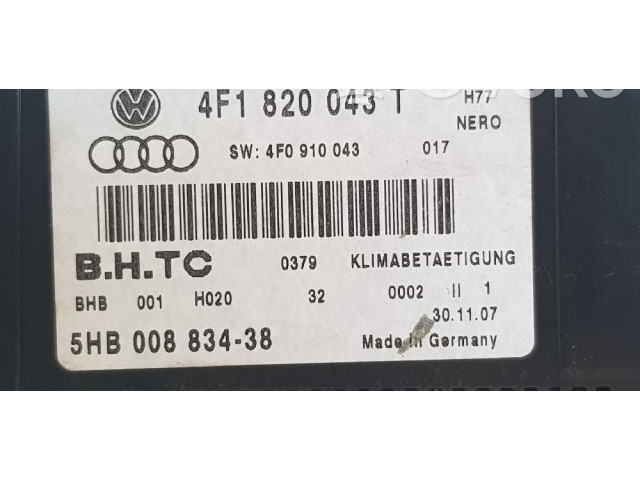 4F1 820 043 T H77
NERO
SW: 4F0 910 043 017
B.H.TC 0379 KLIMABETAETIGUNG
BHB 001 H020 32 0002 II 1
30.11.07
5HB 008 834-38 Made in Germany